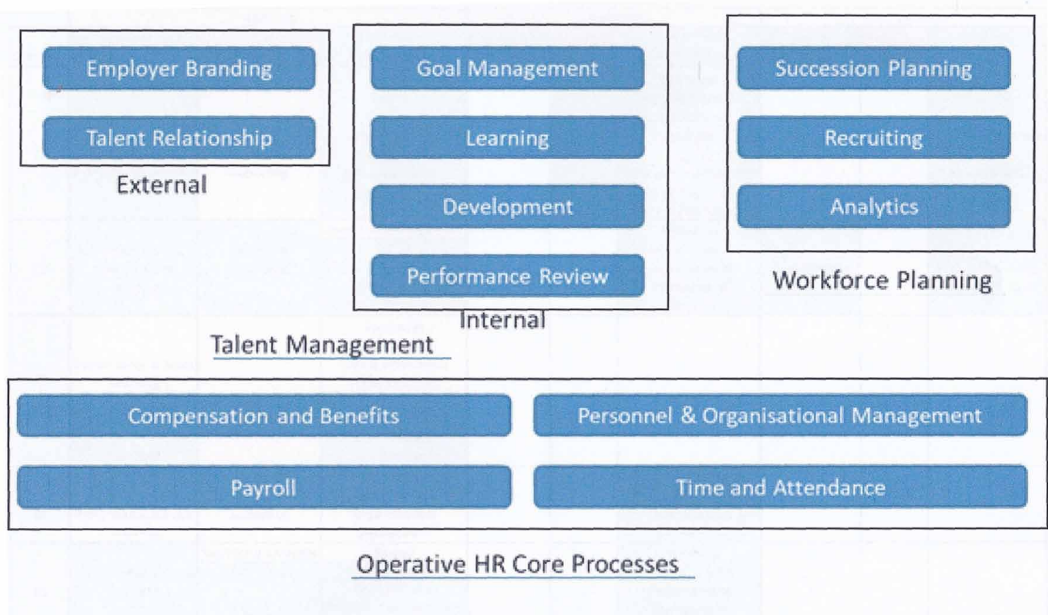 Employer Branding
Talent Relationship
External
Goal Management
Learning
Development
Performance Review
Internal
Succession Planning
Recruiting
Analytics
Workforce Planning
Talent Management
Compensation and Benefits
Personnel & Organisational Management
Payroll
Time and Attendance
Operative HR Core Processes